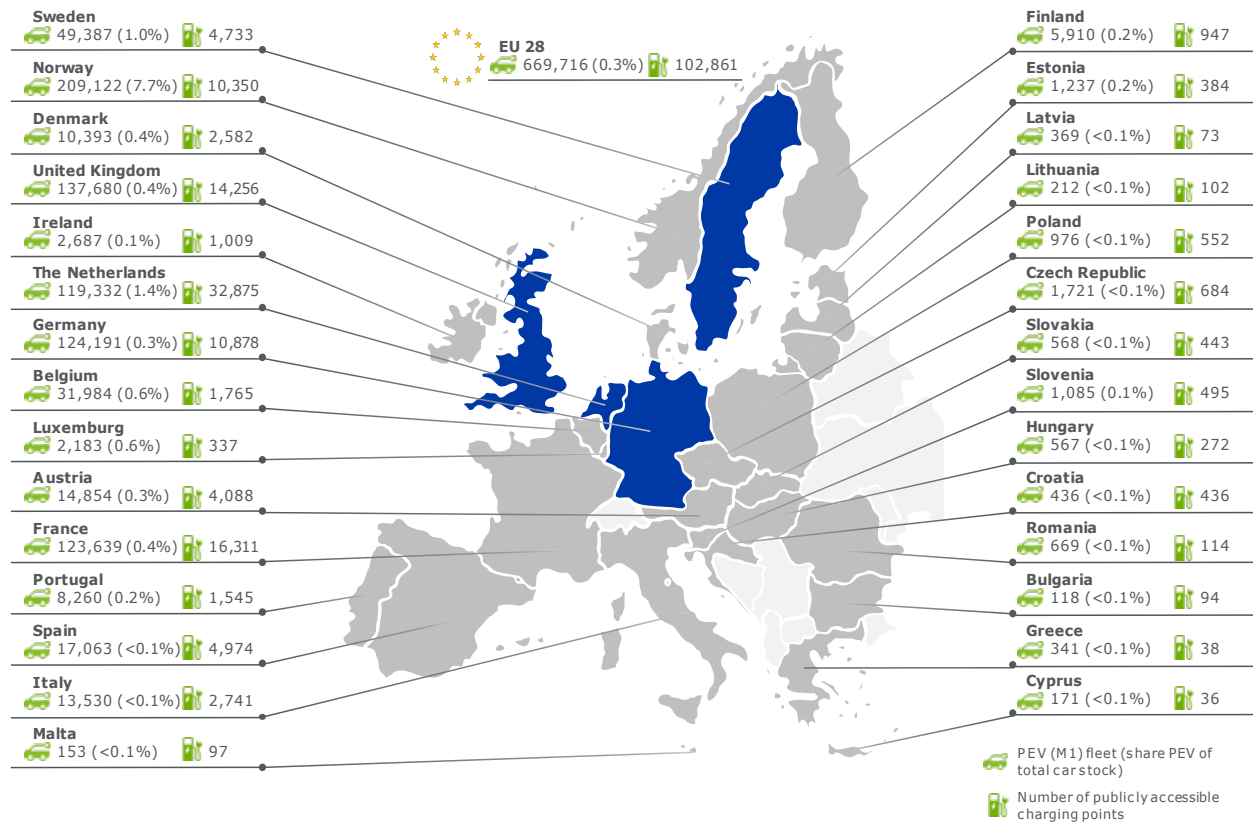 Sweden
49,387 (1.0%) 4,733
Norway
209,122 (7.7%) 10,350
Denmark
10,393 (0.4%) 2,582
United Kingdom
137,680 (0.4%) 14,256
Ireland
2,687 (0.1%) 1,009
The Netherlands
119,332 (1.4%) 32,875
Germany
124,191 (0.3%) 10,878
Belgium
31,984 (0.6%) 1,765
Luxemburg
2,183 (0.6%) 337
Austria
14,854 (0.3%) 4,088
France
123,639 (0.4%) 16,311
Portugal
8,260 (0.2%) 1,545
Spain
17,063 (<0.1%) 4,974
Italy
13,530 (<0.1%) 2,741
Malta
153 (<0.1%) 97
EU 28
669,716 (0.3%) 102,861
Finland
5,910 (0.2%) 947
Estonia
1,237 (0.2%) 384
Latvia
369 (<0.1%) 73
Lithuania
212 (<0.1%) 102
Poland
976 (<0.1%) 552
Czech Republic
1,721 (<0.1%) 684
Slovakia
568 (<0.1%) 443
Slovenia
1,085 (0.1%) 495
Hungary
567 (<0.1%) 272
Croatia
436 (<0.1%) 436
Romania
669 (<0.1%) 114
Bulgaria
118 (<0.1%) 94
Greece
341 (<0.1%) 38
Cyprus
171 (<0.1%) 36
PEV (M1) fleet (share PEV of
total car stock)
Number of publicly accessible
charging points